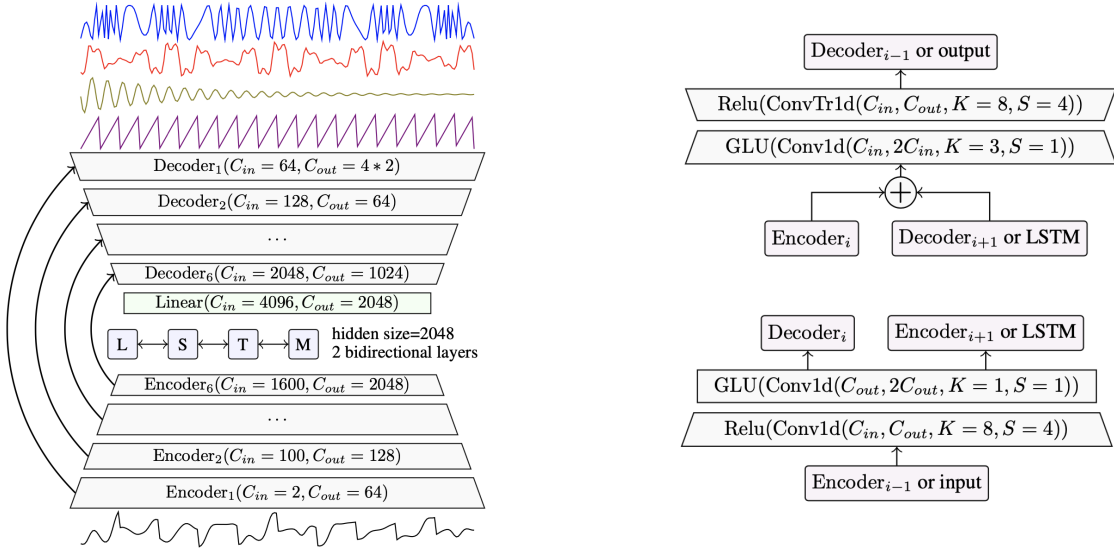 Decoder₁(C_in = 64, C_out = 4 * 2)
Decoder₂(C_in = 128, C_out = 64)
...
Decoder₆(C_in = 2048, C_out = 1024)
Linear(C_in = 4096, C_out = 2048)
L S T M
hidden size=2048
2 bidirectional layers
Encoder₆(C_in = 1600, C_out = 2048)
...
Encoder₂(C_in = 100, C_out = 128)
Encoder₁(C_in = 2, C_out = 64)
Decoder_{i−1} or output
Relu(ConvTr1d(C_in, C_out, K = 8, S = 4))
GLU(Conv1d(C_in, 2C_in, K = 3, S = 1))
+
Encoder_i
Decoder_{i+1} or LSTM
Decoder_i
Encoder_{i+1} or LSTM
GLU(Conv1d(C_out, 2C_out, K = 1, S = 1))
Relu(Conv1d(C_in, C_out, K = 8, S = 4))
Encoder_{i−1} or input